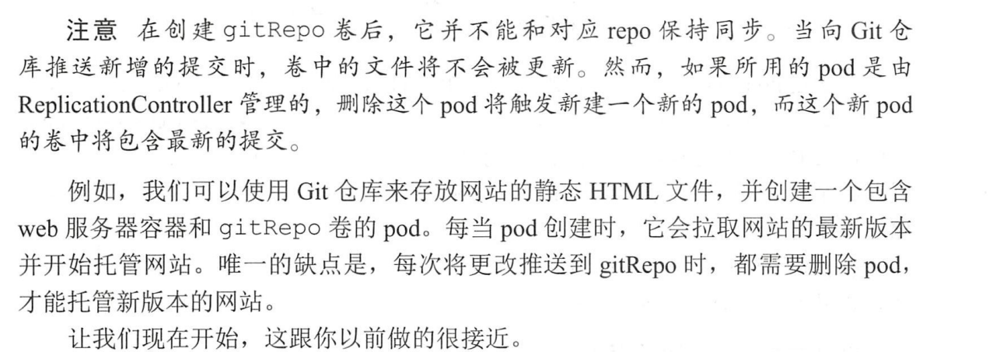 注意 在创建 gitRepo 卷后，它并不能和对应 repo 保持同步。当向 Git 仓
库推送新增的提交时，卷中的文件将不会被更新。然而，如果所用的 pod 是由
ReplicationController 管理的，删除这个 pod 将触发新建一个新的 pod，而这个新 pod
的卷中将包含最新的提交。
例如，我们可以使用 Git 仓库来存放网站的静态 HTML 文件，并创建一个包含
web 服务器容器和 gitRepo 卷的 pod。每当 pod 创建时，它会拉取网站的最新版本
并开始托管网站。唯一的缺点是，每次将更改推送到 gitRepo 时，都需要删除 pod，
才能托管新版本的网站。
让我们现在开始，这跟你以前做的很接近。